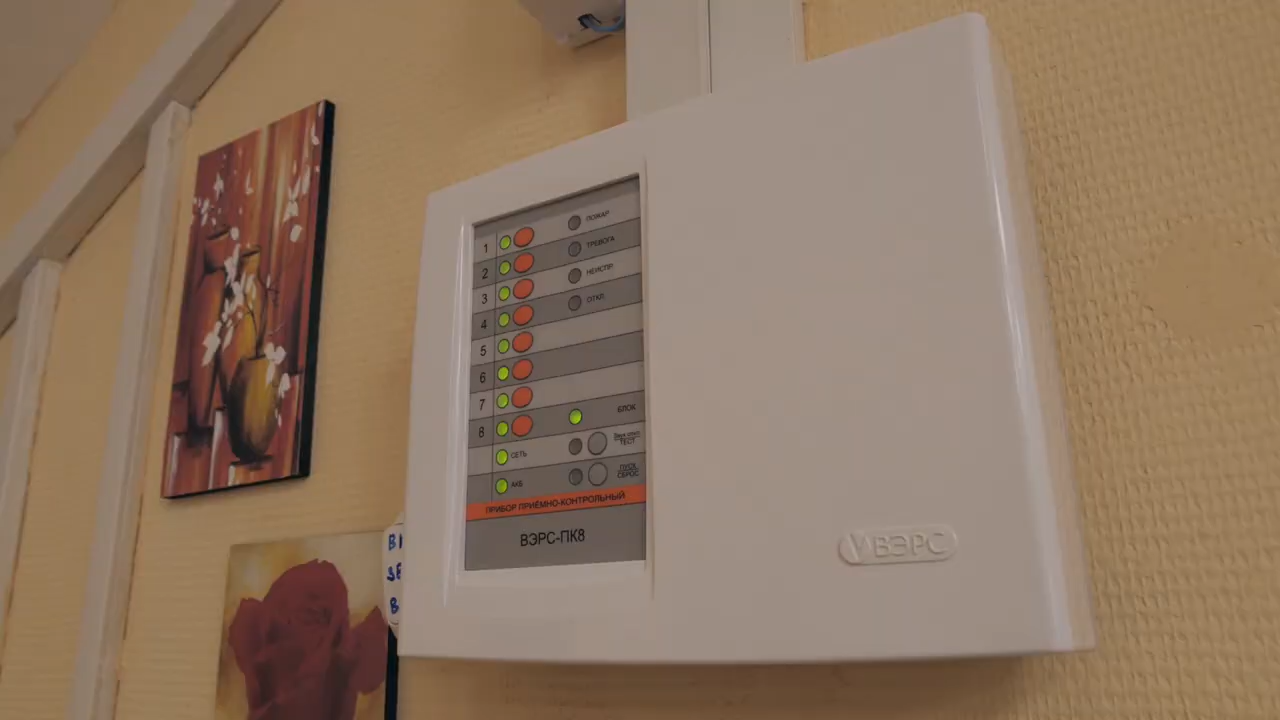 1 ПОЖАР
2 ТРЕВОГА
3 НЕИСПР.
4 ОТКЛ.
5
6
7
8 БЛОК
СЕТЬ ТЕСТ
АКБ ПУСК
СБРОС
ПРИБОР ПРИЁМНО-КОНТРОЛЬНЫЙ
ВЭРС-ПК8
ВЭРС